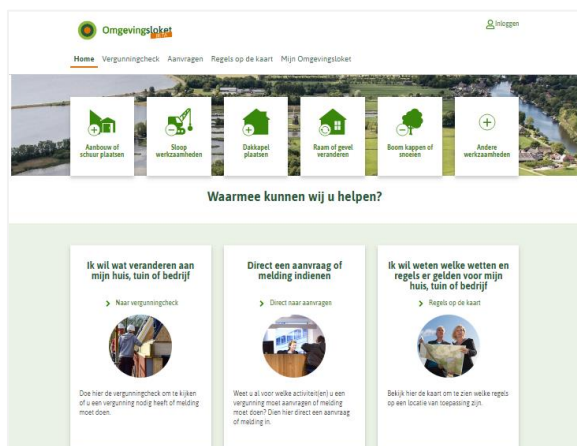 Omgevingsloket
Inloggen
Home Vergunningcheck Aanvragen Regels op de kaart Mijn Omgevingsloket
Aanbouw of
schuur plaatsen
Sloop
werkzaamheden
Dakkapel
plaatsen
Raam of gevel
veranderen
Boom kappen of
snoeien
Andere
werkzaamheden
Waarmee kunnen wij u helpen?
Ik wil wat veranderen aan
mijn huis, tuin of bedrijf
Naar vergunningcheck
Doe hier de vergunningcheck om te kijken
of u een vergunning nodig heeft of melding
moet doen.
Direct een aanvraag of
melding indienen
Direct naar aanvragen
Weet u al voor welke activiteit(en) u een
vergunning moet aanvragen of melding
moet doen? Dien hier direct een aanvraag
of melding in.
Ik wil weten welke wetten en
regels er gelden voor mijn
huis, tuin of bedrijf
Regels op de kaart
Bekijk hier de kaart om te zien welke regels
op een locatie van toepassing zijn.